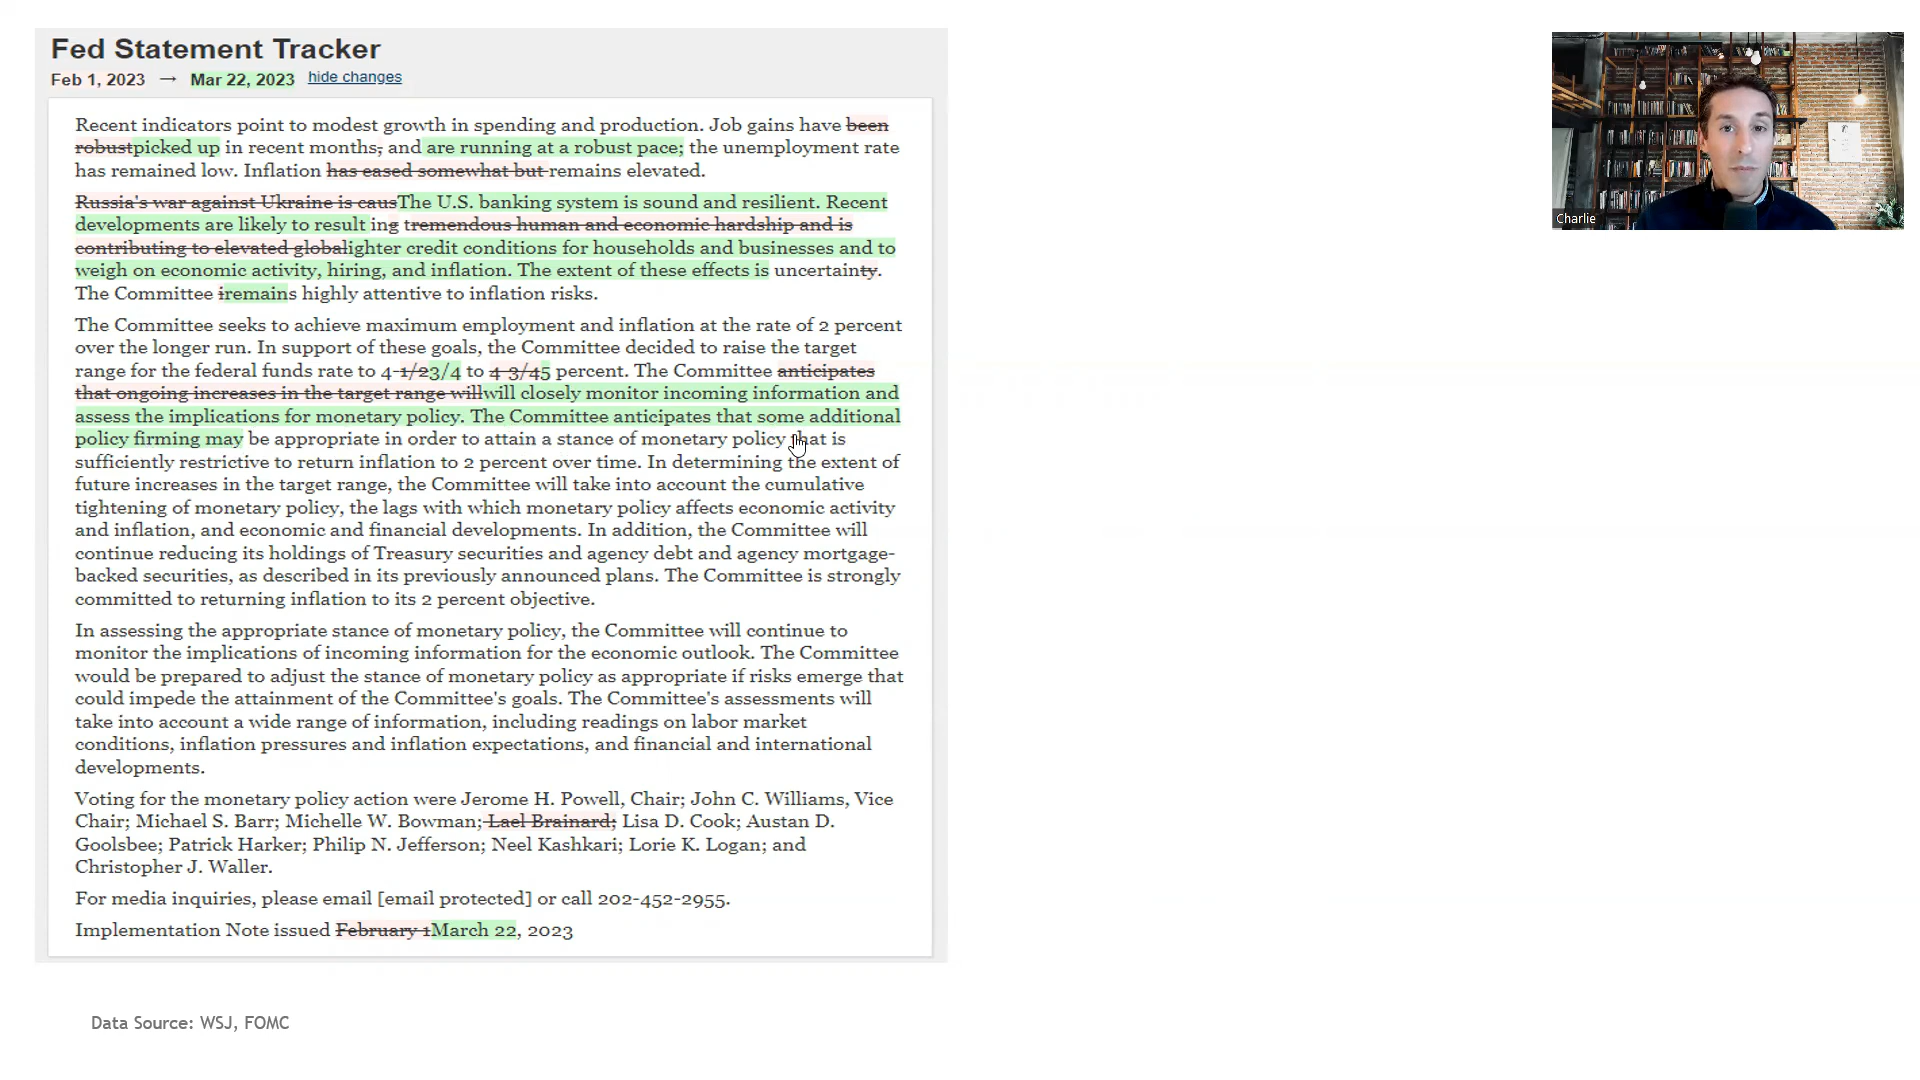 Fed Statement Tracker
Feb 1, 2023 → Mar 22, 2023 hide changes
Recent indicators point to modest growth in spending and production. Job gains have been
robustpicked up in recent months, and are running at a robust pace; the unemployment rate
has remained low. Inflation has eased somewhat but remains elevated.
Russia's war against Ukraine is causThe U.S. banking system is sound and resilient. Recent
developments are likely to result ing tremendous human and economic hardship and is
contributing to elevated globalighter credit conditions for households and businesses and to
weigh on economic activity, hiring, and inflation. The extent of these effects is uncertainty.
The Committee iremains highly attentive to inflation risks.
The Committee seeks to achieve maximum employment and inflation at the rate of 2 percent
over the longer run. In support of these goals, the Committee decided to raise the target
range for the federal funds rate to 4-1/23/4 to 4-3/45 percent. The Committee anticipates
that ongoing increases in the target range willwill closely monitor incoming information and
assess the implications for monetary policy. The Committee anticipates that some additional
policy firming may be appropriate in order to attain a stance of monetary policy that is
sufficiently restrictive to return inflation to 2 percent over time. In determining the extent of
future increases in the target range, the Committee will take into account the cumulative
tightening of monetary policy, the lags with which monetary policy affects economic activity
and inflation, and economic and financial developments. In addition, the Committee will
continue reducing its holdings of Treasury securities and agency debt and agency mortgage-
backed securities, as described in its previously announced plans. The Committee is strongly
committed to returning inflation to its 2 percent objective.
In assessing the appropriate stance of monetary policy, the Committee will continue to
monitor the implications of incoming information for the economic outlook. The Committee
would be prepared to adjust the stance of monetary policy as appropriate if risks emerge that
could impede the attainment of the Committee's goals. The Committee's assessments will
take into account a wide range of information, including readings on labor market
conditions, inflation pressures and inflation expectations, and financial and international
developments.
Voting for the monetary policy action were Jerome H. Powell, Chair; John C. Williams, Vice
Chair; Michael S. Barr; Michelle W. Bowman; Lael Brainard; Lisa D. Cook; Austan D.
Goolsbee; Patrick Harker; Philip N. Jefferson; Neel Kashkari; Lorie K. Logan; and
Christopher J. Waller.
For media inquiries, please email [email protected] or call 202-452-2955.
Implementation Note issued February 1March 22, 2023
Data Source: WSJ, FOMC
Charlie